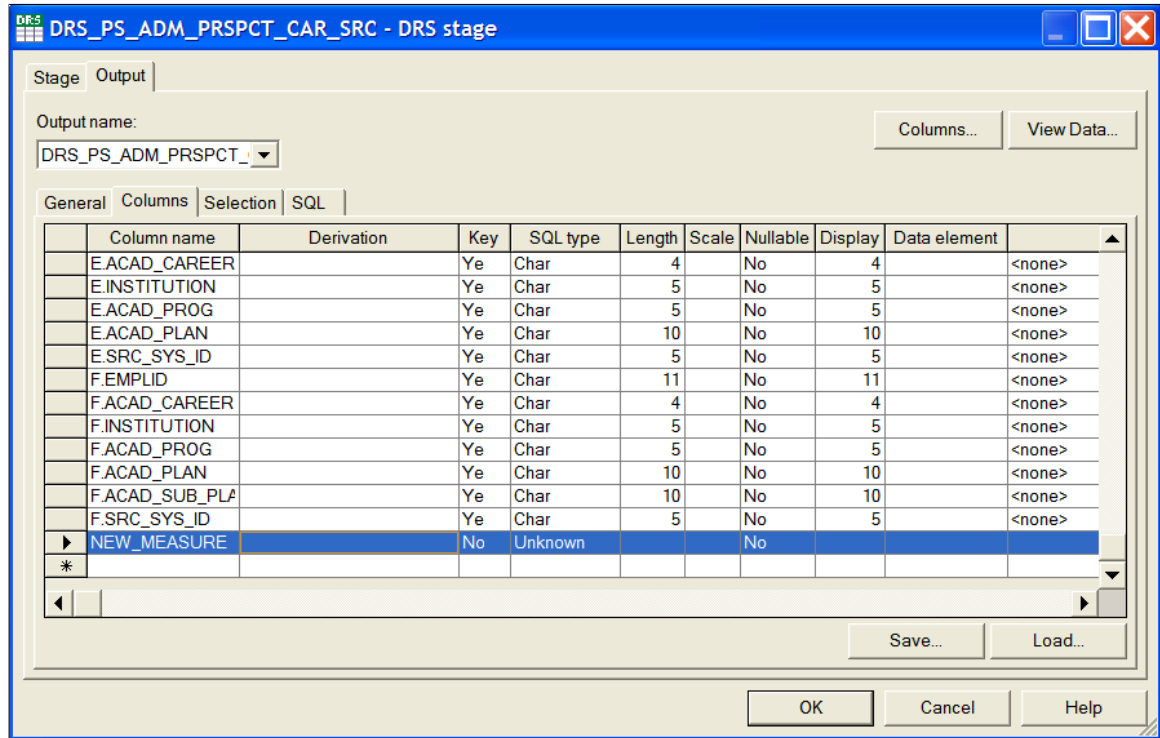 DRS DRS_PS_ADM_PRSPCT_CAR_SRC - DRS stage
Stage Output
Output name:
Columns... View Data...
DRS_PS_ADM_PRSPCT_
General Columns Selection SQL
Column name Derivation Key SQL type Length Scale Nullable Display Data element
E.ACAD_CAREER Ye Char 4 No 4 <none>
E.INSTITUTION Ye Char 5 No 5 <none>
E.ACAD_PROG Ye Char 5 No 5 <none>
E.ACAD_PLAN Ye Char 10 No 10 <none>
E.SRC_SYS_ID Ye Char 5 No 5 <none>
F.EMPLID Ye Char 11 No 11 <none>
F.ACAD_CAREER Ye Char 4 No 4 <none>
F.INSTITUTION Ye Char 5 No 5 <none>
F.ACAD_PROG Ye Char 5 No 5 <none>
F.ACAD_PLAN Ye Char 10 No 10 <none>
F.ACAD_SUB_PLA Ye Char 10 No 10 <none>
F.SRC_SYS_ID Ye Char 5 No 5 <none>
NEW_MEASURE No Unknown No
Save... Load...
OK Cancel Help